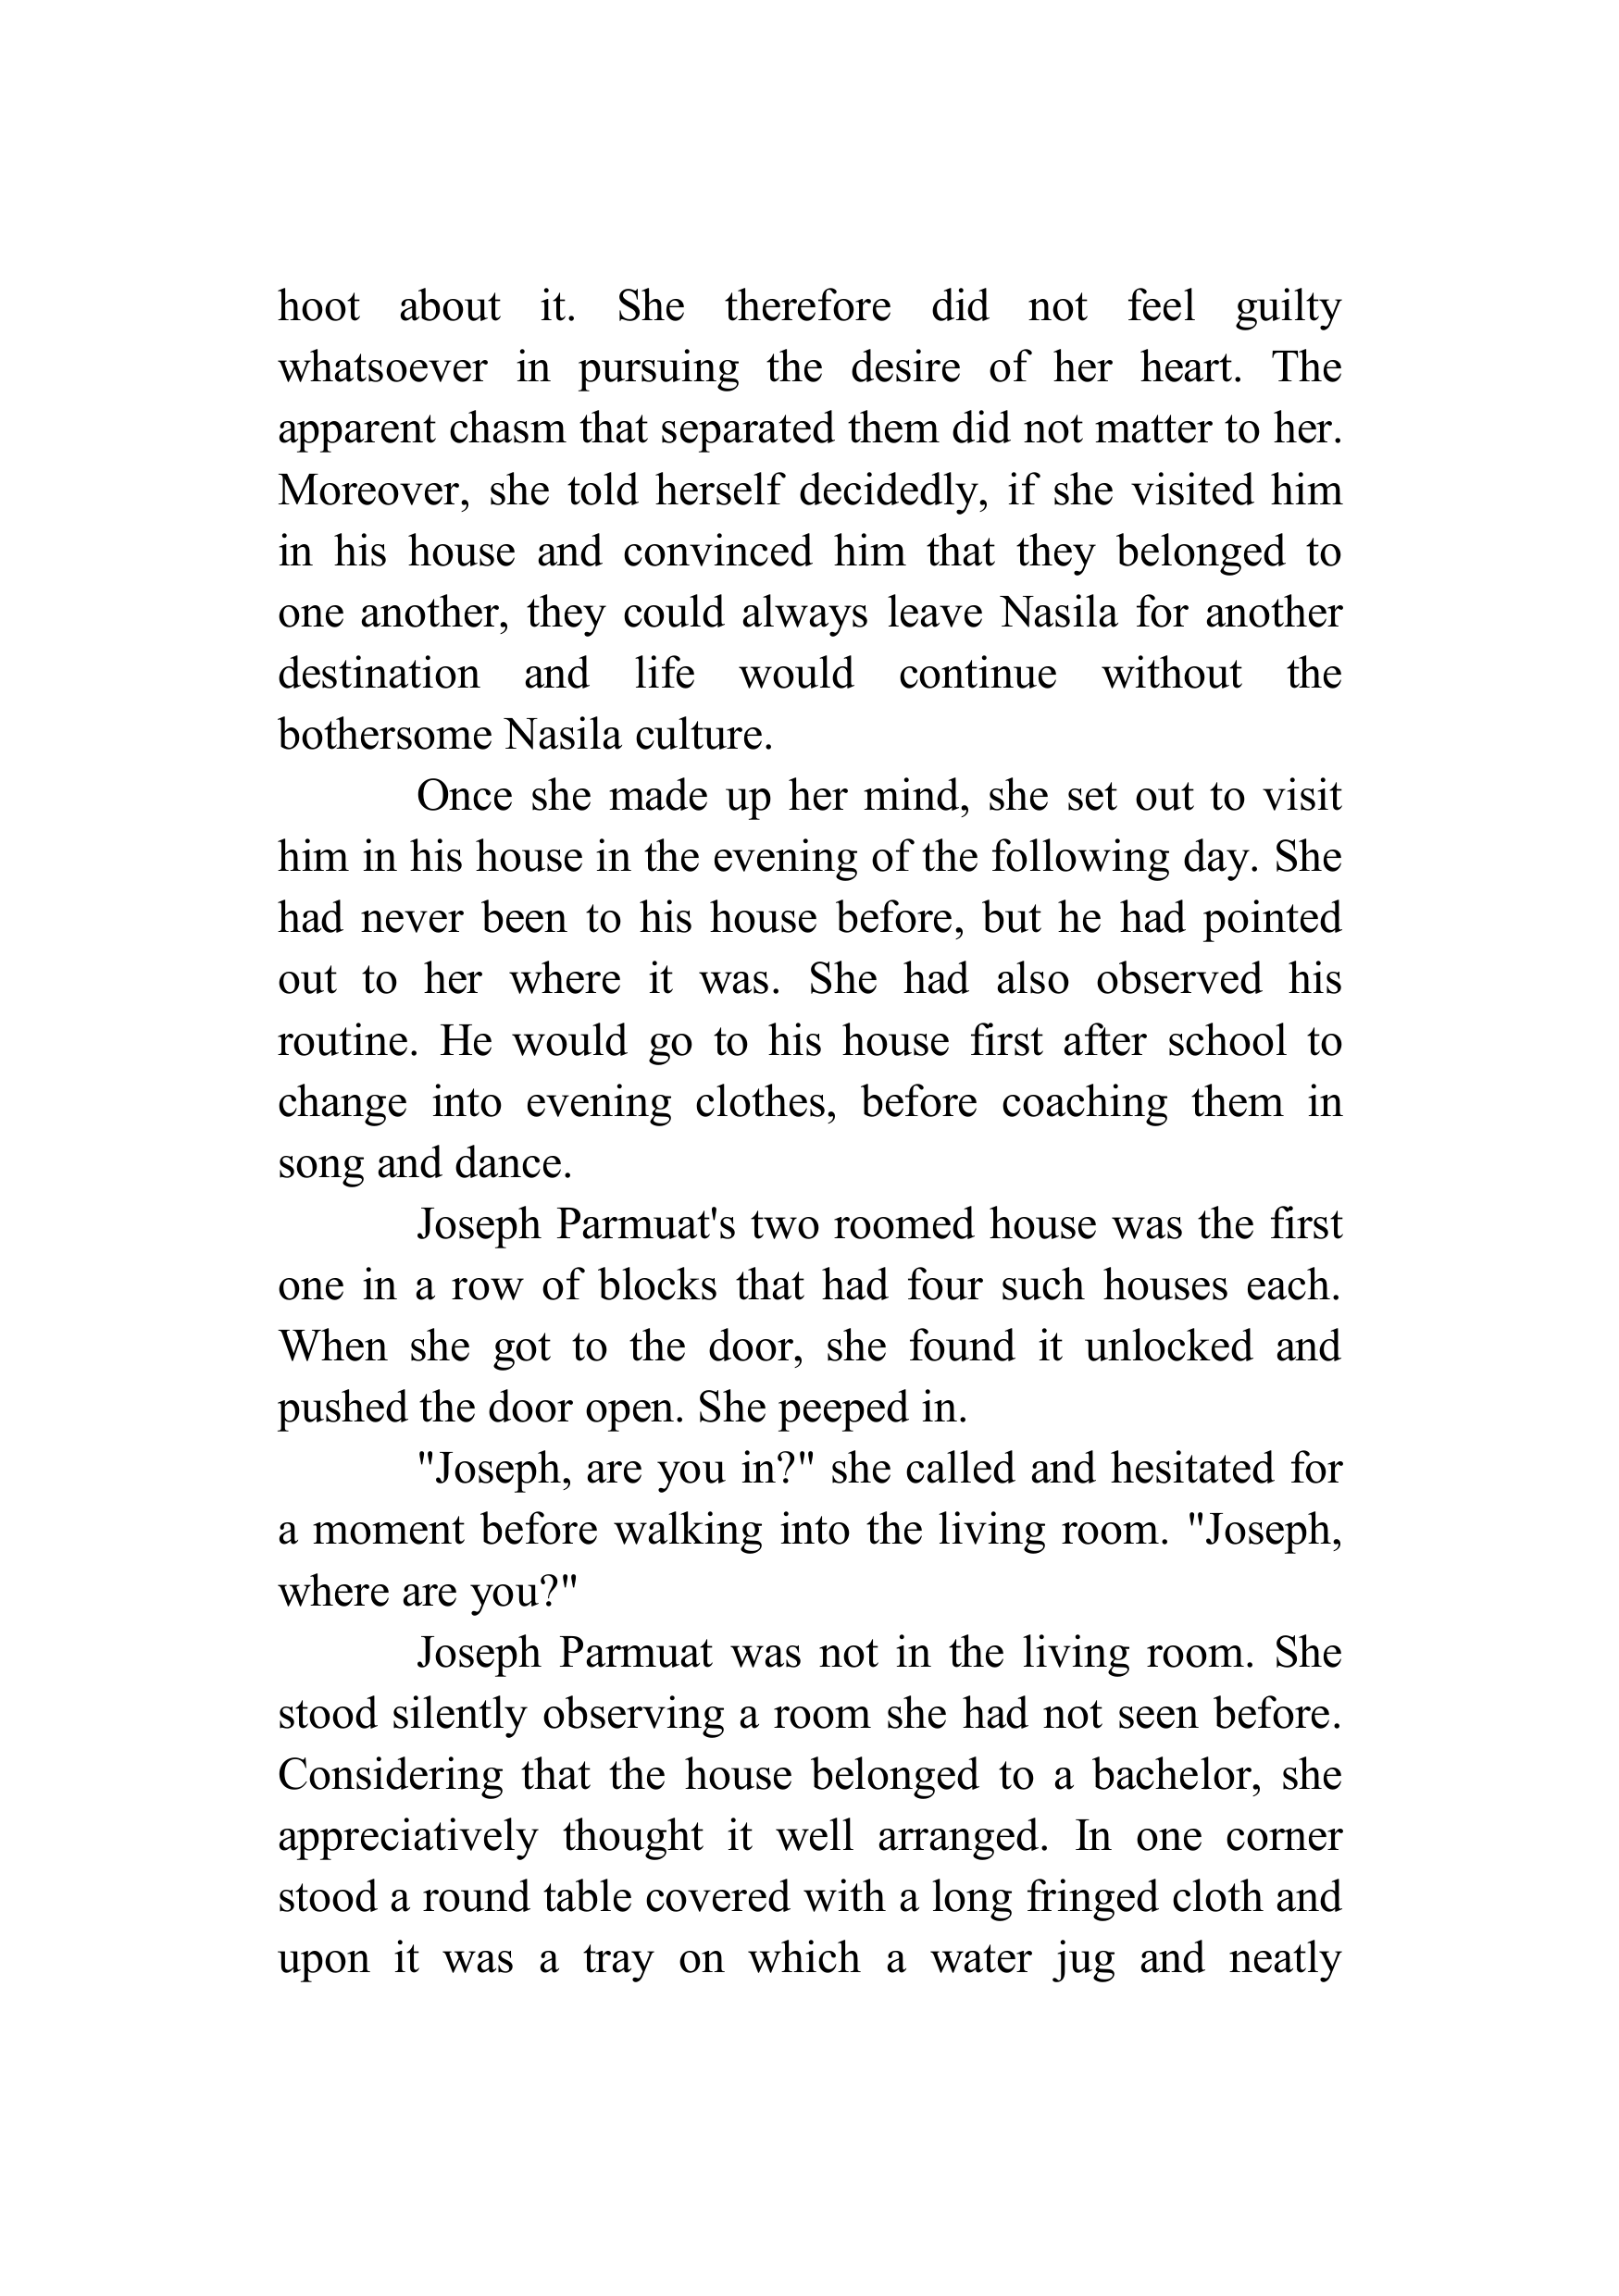 hoot about it. She therefore did not feel guilty
whatsoever in pursuing the desire of her heart. The
apparent chasm that separated them did not matter to her.
Moreover, she told herself decidedly, if she visited him
in his house and convinced him that they belonged to
one another, they could always leave Nasila for another
destination and life would continue without the
bothersome Nasila culture.
Once she made up her mind, she set out to visit
him in his house in the evening of the following day. She
had never been to his house before, but he had pointed
out to her where it was. She had also observed his
routine. He would go to his house first after school to
change into evening clothes, before coaching them in
song and dance.
Joseph Parmuat's two roomed house was the first
one in a row of blocks that had four such houses each.
When she got to the door, she found it unlocked and
pushed the door open. She peeped in.
"Joseph, are you in?" she called and hesitated for
a moment before walking into the living room. "Joseph,
where are you?"
Joseph Parmuat was not in the living room. She
stood silently observing a room she had not seen before.
Considering that the house belonged to a bachelor, she
appreciatively thought it well arranged. In one corner
stood a round table covered with a long fringed cloth and
upon it was a tray on which a water jug and neatly